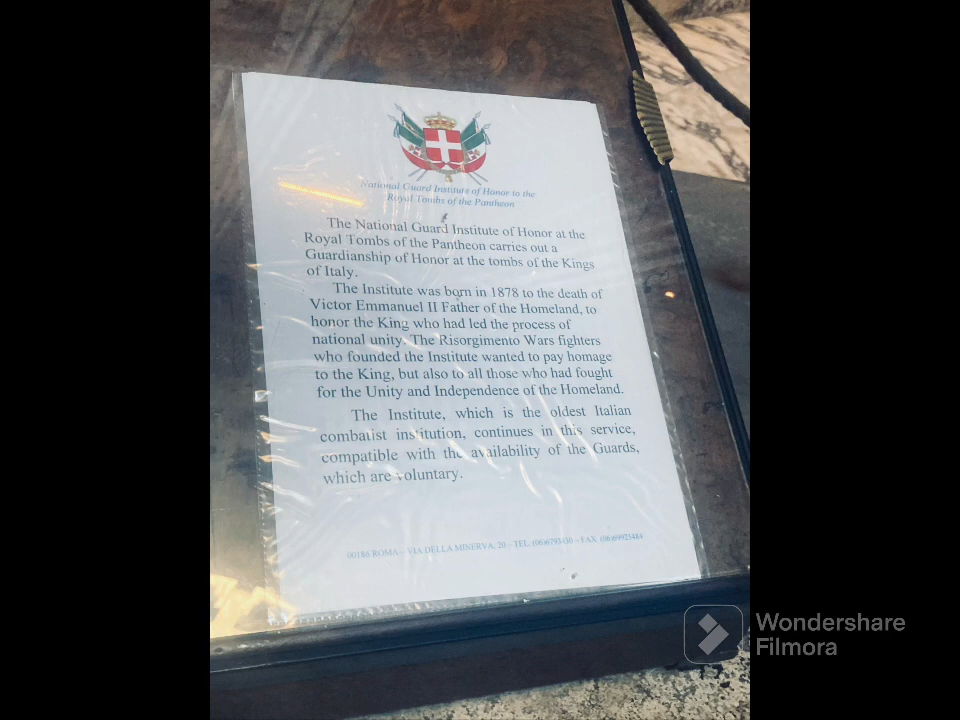 National Guard Institute of Honor to the
Royal Tombs of the Pantheon
The National Guard Institute of Honor at the
Royal Tombs of the Pantheon carries out a
Guardianship of Honor at the tombs of the Kings
of Italy.
The Institute was born in 1878 to the death of
Victor Emmanuel II Father of the Homeland, to
honor the King who had led the process of
national unity. The Risorgimento Wars fighters
who founded the Institute wanted to pay homage
to the King, but also to all those who had fought
for the Unity and Independence of the Homeland.
The Institute, which is the oldest Italian
combatist institution, continues in this service,
compatible with the availability of the Guards,
which are voluntary.
00186 ROMA – VIA DELLA MINERVA, 20 – TEL. (06)6793430 – FAX (06)69925484
Wondershare
Filmora